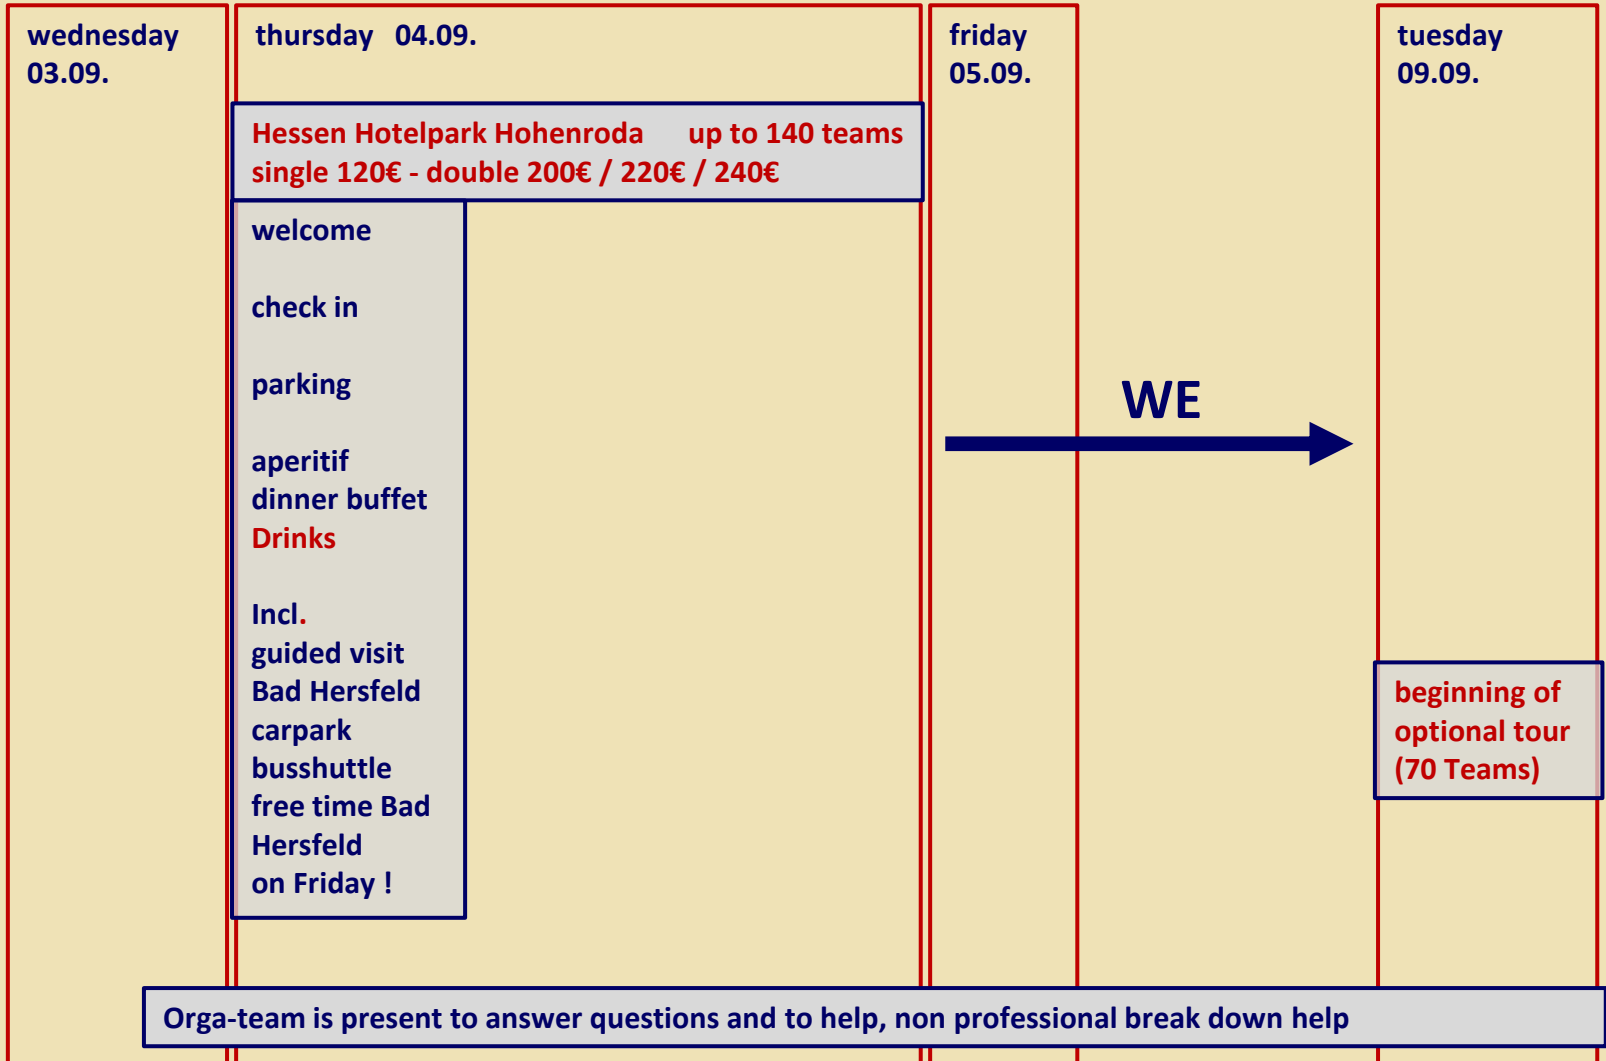 wednesday
03.09.
thursday 04.09.
friday
05.09.
tuesday
09.09.
Hessen Hotelpark Hohenroda up to 140 teams
single 120€ - double 200€ / 220€ / 240€
welcome
check in
parking
aperitif
dinner buffet
Drinks
Incl.
guided visit
Bad Hersfeld
carpark
busshuttle
free time Bad
Hersfeld
on Friday !
WE
beginning of
optional tour
(70 Teams)
Orga-team is present to answer questions and to help, non professional break down help